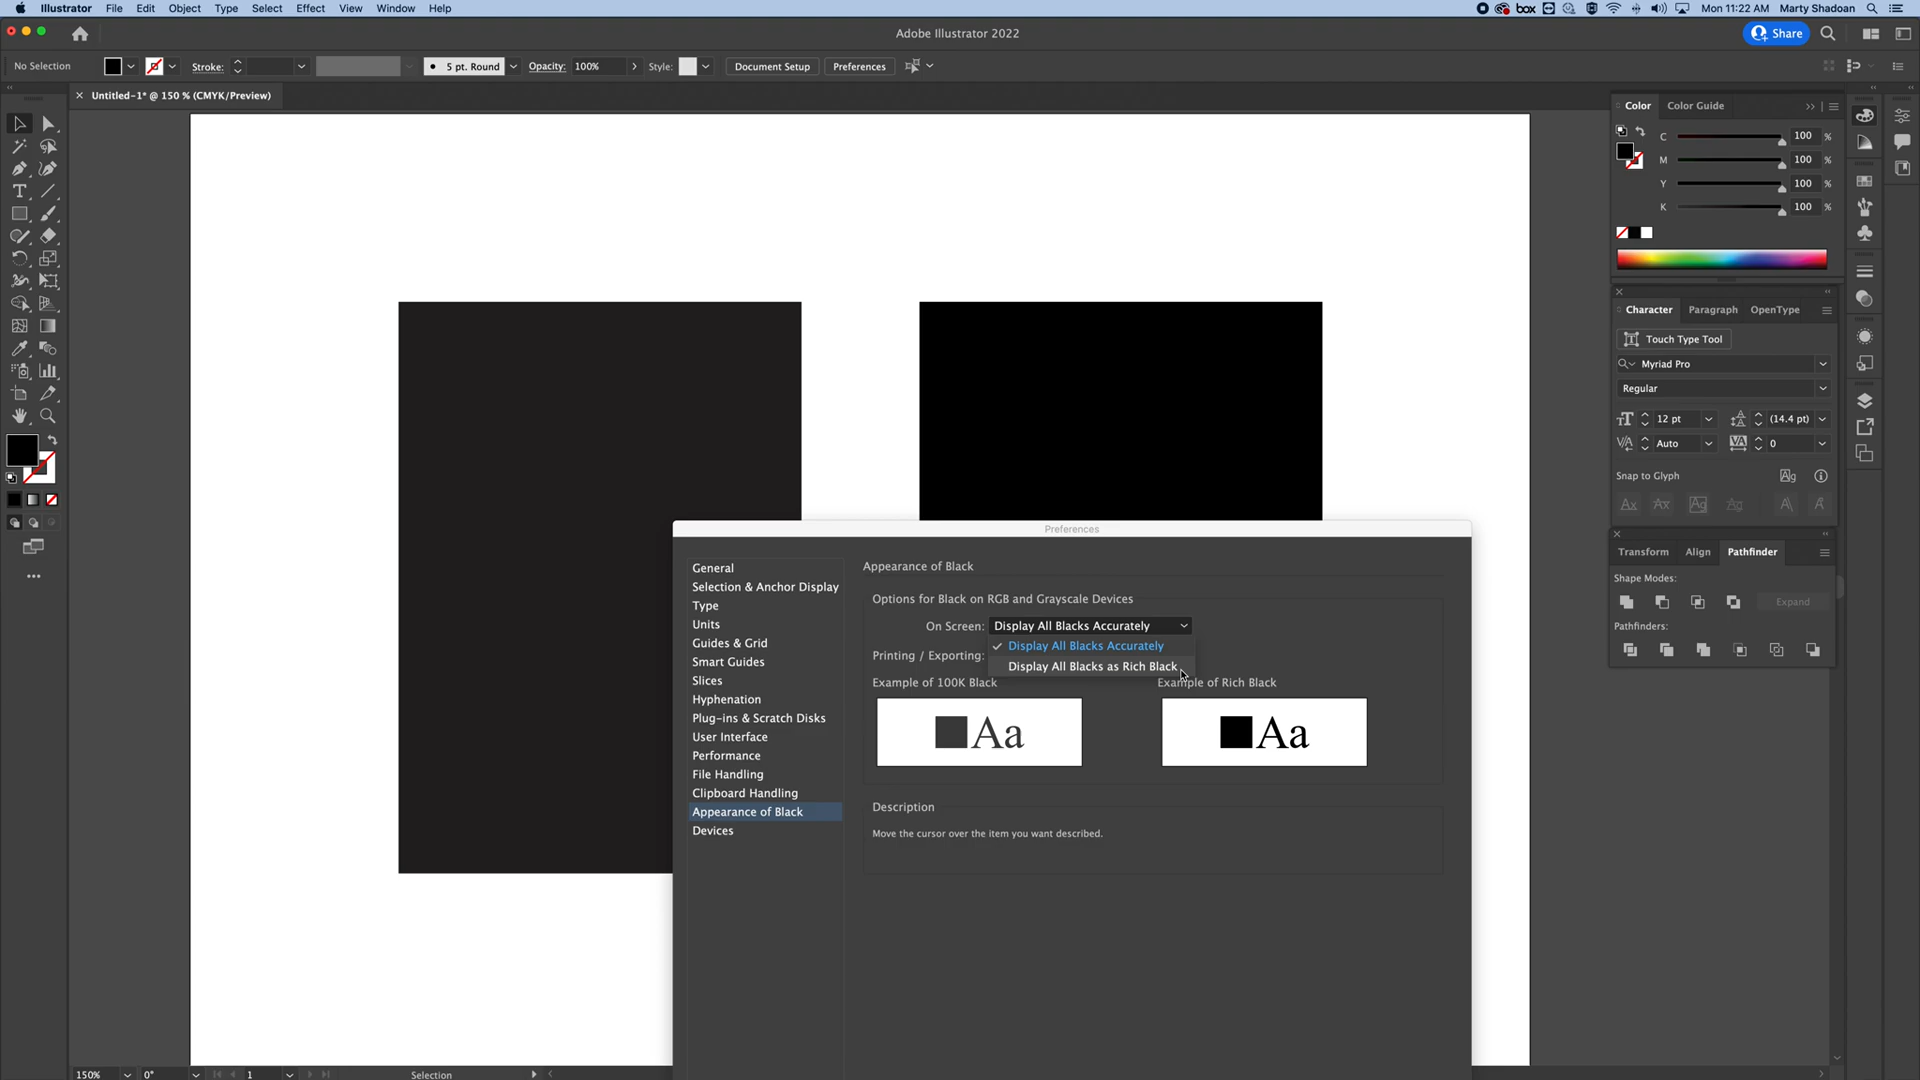 Illustrator File Edit Object Type Select Effect View Window Help
box
Mon 11:22 AM Marty Shadoan
Adobe Illustrator 2022
Share
No Selection
Stroke:
5 pt. Round
Opacity: 100%
Style:
Document Setup
Preferences
× Untitled-1* @ 150 % (CMYK/Preview)
Color Color Guide
C 100 %
M 100 %
Y 100 %
K 100 %
Character Paragraph OpenType
Touch Type Tool
Myriad Pro
Regular
12 pt (14.4 pt)
Auto 0
Snap to Glyph
Transform Align Pathfinder
Shape Modes:
Expand
Pathfinders:
Preferences
General
Selection & Anchor Display
Type
Units
Guides & Grid
Smart Guides
Slices
Hyphenation
Plug-ins & Scratch Disks
User Interface
Performance
File Handling
Clipboard Handling
Appearance of Black
Devices
Appearance of Black
Options for Black on RGB and Grayscale Devices
On Screen: Display All Blacks Accurately
Display All Blacks Accurately
Printing / Exporting:
Display All Blacks as Rich Black
Example of 100K Black
Example of Rich Black
Aa
Aa
Description
Move the cursor over the item you want described.
150% 0° 1 Selection